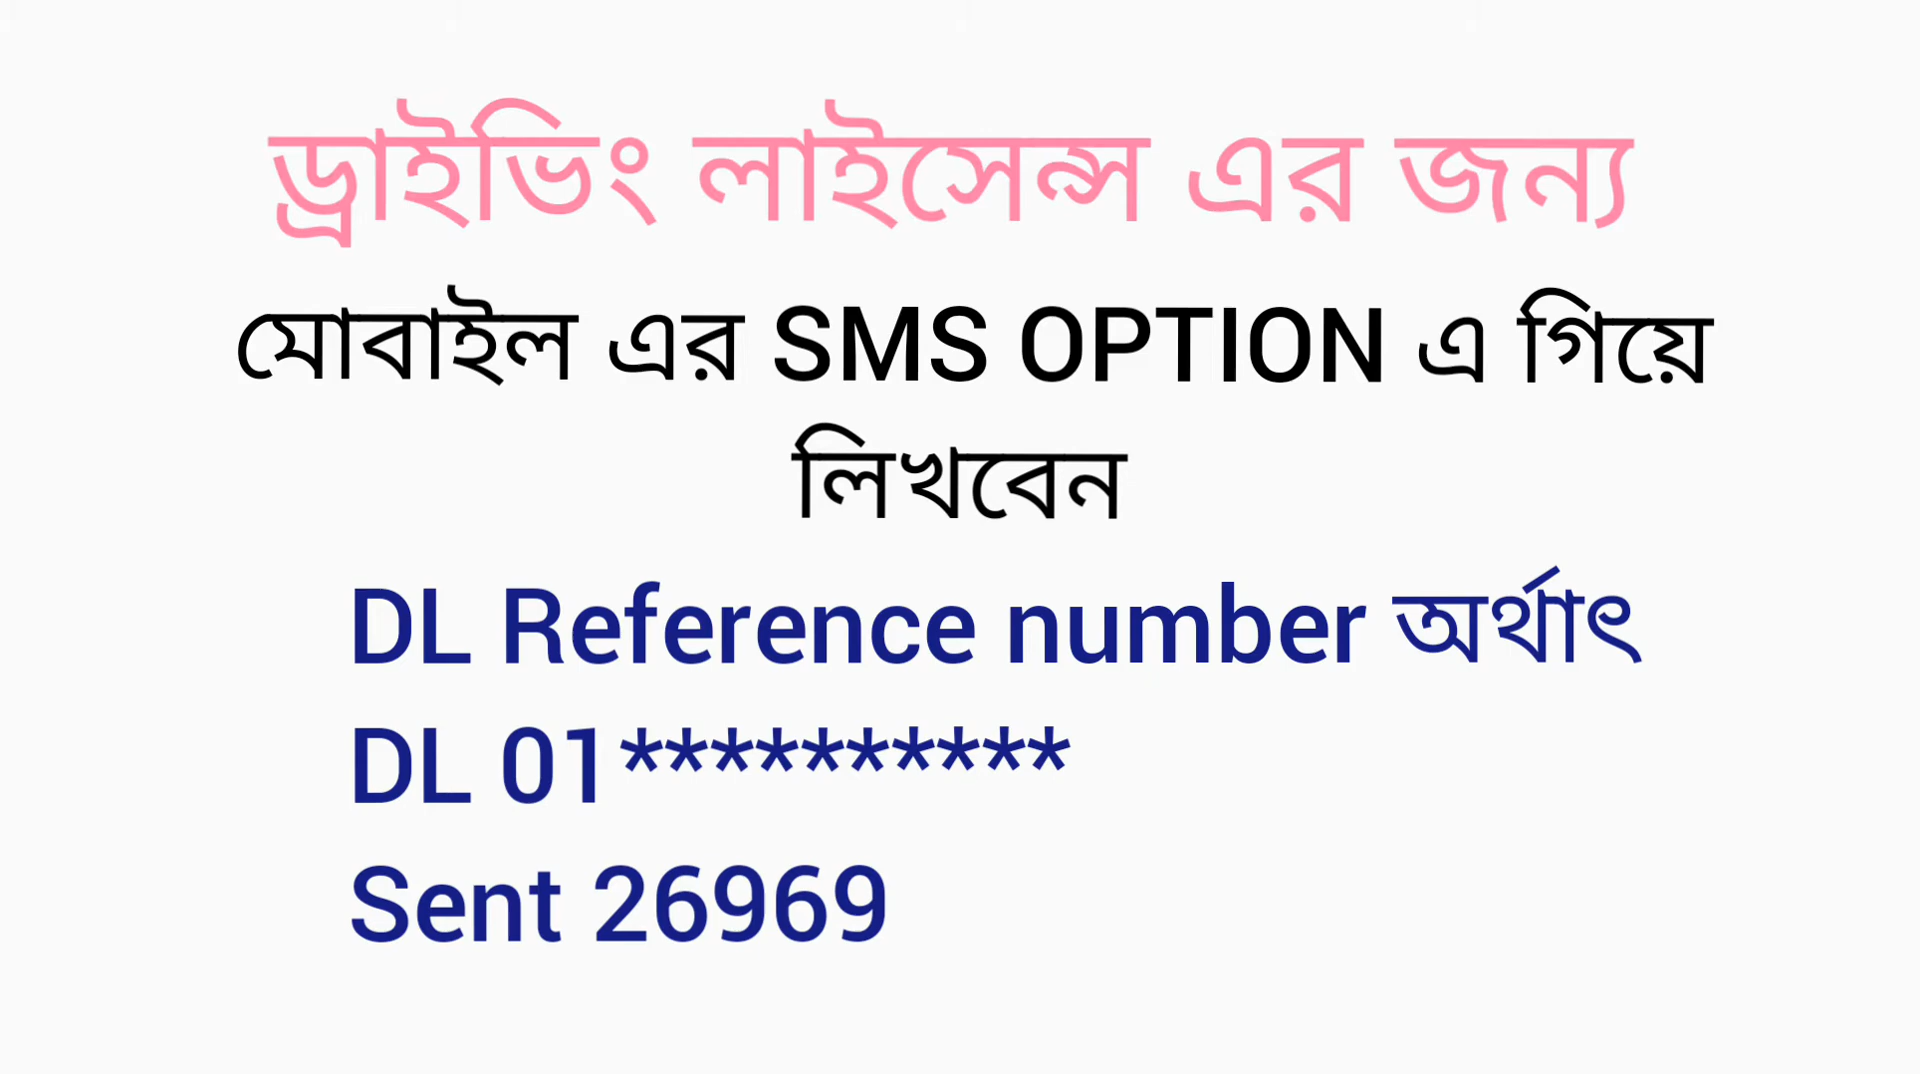 ড্রাইভিং লাইসেন্স এর জন্য
মোবাইল এর SMS OPTION এ গিয়ে
লিখবেন
DL Reference number অর্থাৎ
DL 01**********
Sent 26969